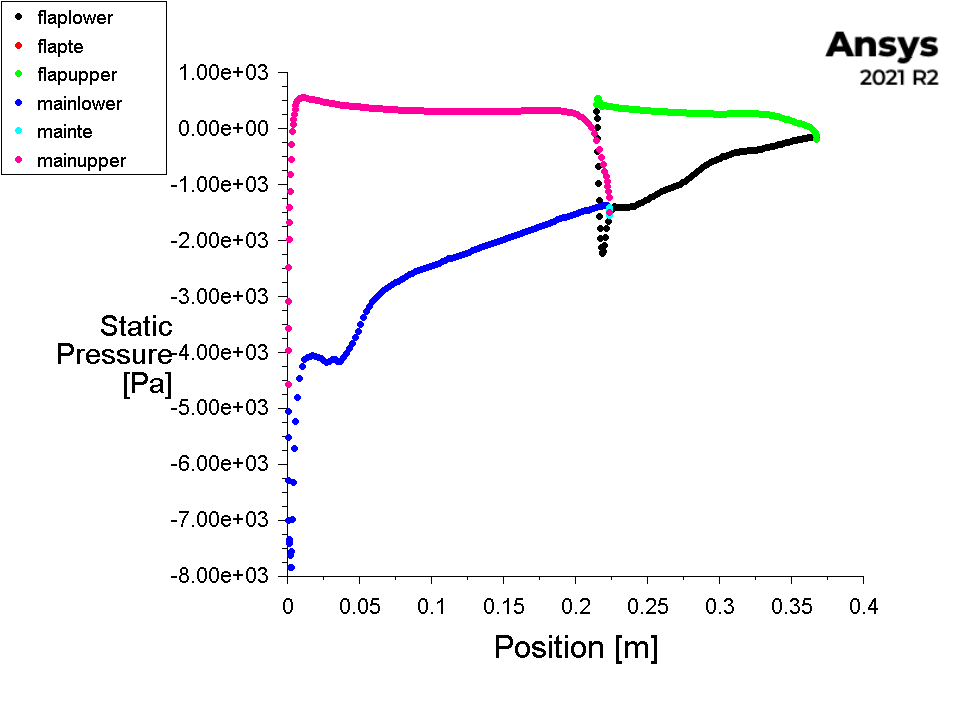 flaplower
flapte
flapupper
mainlower
mainte
mainupper
Ansys
2021 R2
1.00e+03
0.00e+00
-1.00e+03
-2.00e+03
-3.00e+03
-4.00e+03
-5.00e+03
-6.00e+03
-7.00e+03
-8.00e+03
Static
Pressure
[Pa]
0 0.05 0.1 0.15 0.2 0.25 0.3 0.35 0.4
Position [m]